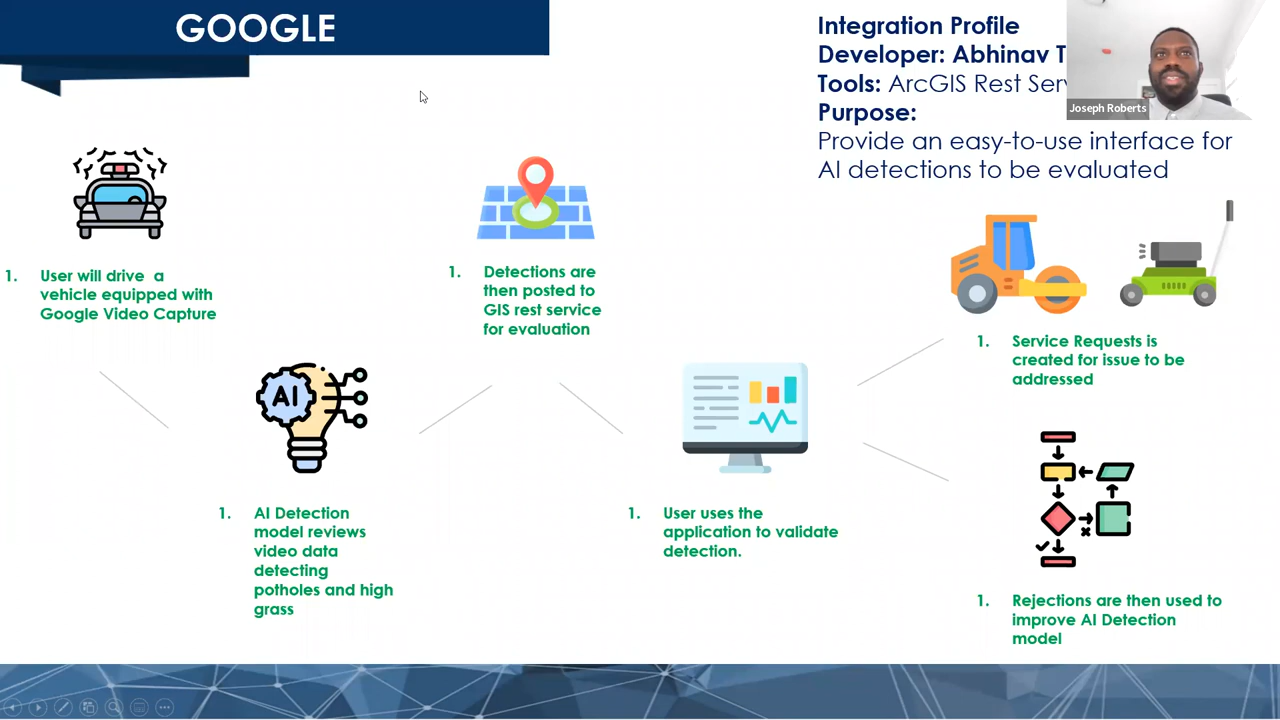 GOOGLE
Integration Profile
Developer: Abhinav T
Tools: ArcGIS Rest Serv
Purpose:
Provide an easy-to-use interface for
AI detections to be evaluated
Joseph Roberts
1. User will drive a
vehicle equipped with
Google Video Capture
1. Detections are
then posted to
GIS rest service
for evaluation
1. Service Requests is
created for issue to be
addressed
AI
1. AI Detection
model reviews
video data
detecting
potholes and high
grass
1. User uses the
application to validate
detection.
1. Rejections are then used to
improve AI Detection
model